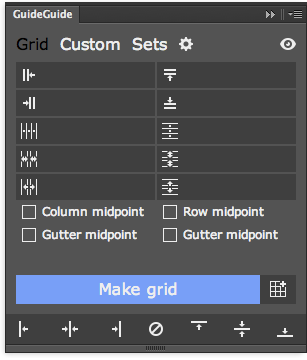 GuideGuide
Grid Custom Sets
Column midpoint Row midpoint
Gutter midpoint Gutter midpoint
Make grid